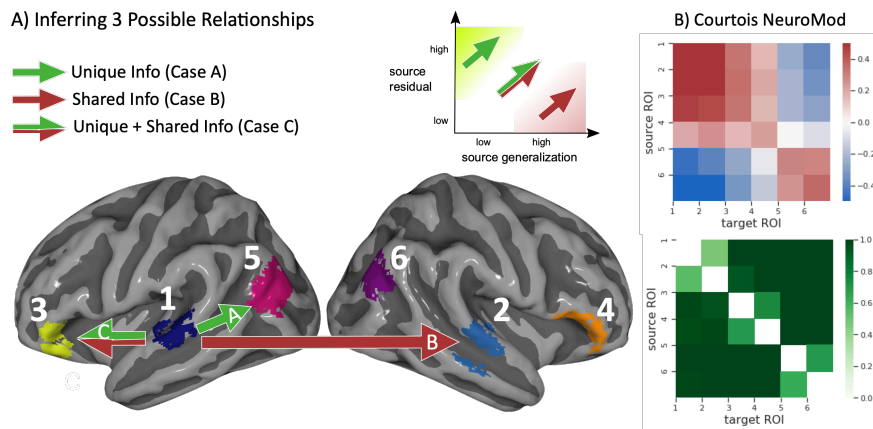 A) Inferring 3 Possible Relationships
Unique Info (Case A)
Shared Info (Case B)
Unique + Shared Info (Case C)
high
source
residual
low
low
high
source generalization
B) Courtois NeuroMod
1
2
3
4
5
6
source ROI
1
2
3
4
5
6
target ROI
0.4
0.2
0.0
−0.2
−0.4
5
6
3
1
2
4
C
A
B
C
1
2
3
4
5
6
source ROI
1
2
3
4
5
6
target ROI
1.0
0.8
0.6
0.4
0.2
0.0